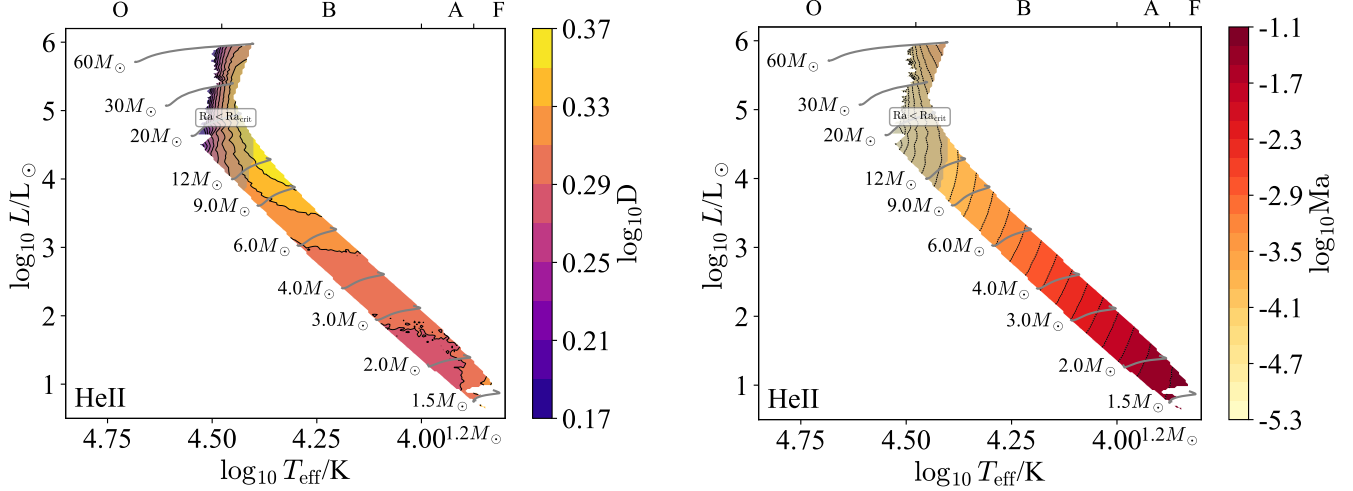 O B A F
6
5
4
3
2
1
log₁₀ L/L⊙
60M⊙
30M⊙
20M⊙
12M⊙
9.0M⊙
6.0M⊙
4.0M⊙
3.0M⊙
2.0M⊙
1.5M⊙
1.2M⊙
Ra < Ra_crit
HeII
4.75 4.50 4.25 4.00
log₁₀ T_eff/K
0.37
0.33
0.29
0.25
0.21
0.17
log₁₀D
O B A F
6
5
4
3
2
1
log₁₀ L/L⊙
60M⊙
30M⊙
20M⊙
12M⊙
9.0M⊙
6.0M⊙
4.0M⊙
3.0M⊙
2.0M⊙
1.5M⊙
1.2M⊙
Ra < Ra_crit
HeII
4.75 4.50 4.25 4.00
log₁₀ T_eff/K
-1.1
-1.7
-2.3
-2.9
-3.5
-4.1
-4.7
-5.3
log₁₀Ma